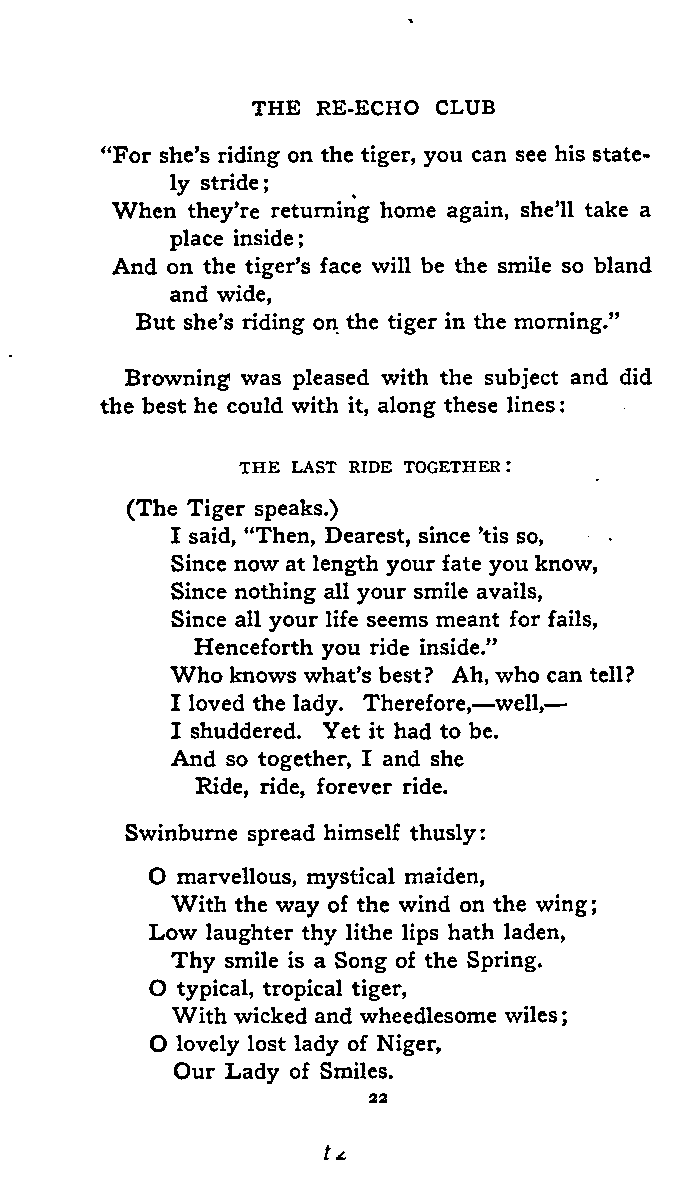 THE RE-ECHO CLUB
“For she’s riding on the tiger, you can see his state-
ly stride;
When they’re returning home again, she’ll take a
place inside;
And on the tiger’s face will be the smile so bland
and wide,
But she’s riding on the tiger in the morning.”
Browning was pleased with the subject and did
the best he could with it, along these lines:
THE LAST RIDE TOGETHER:
(The Tiger speaks.)
I said, “Then, Dearest, since ’tis so,
Since now at length your fate you know,
Since nothing all your smile avails,
Since all your life seems meant for fails,
Henceforth you ride inside.”
Who knows what’s best? Ah, who can tell?
I loved the lady. Therefore,—well,—
I shuddered. Yet it had to be.
And so together, I and she
Ride, ride, forever ride.
Swinburne spread himself thusly:
O marvellous, mystical maiden,
With the way of the wind on the wing;
Low laughter thy lithe lips hath laden,
Thy smile is a Song of the Spring.
O typical, tropical tiger,
With wicked and wheedlesome wiles;
O lovely lost lady of Niger,
Our Lady of Smiles.
22